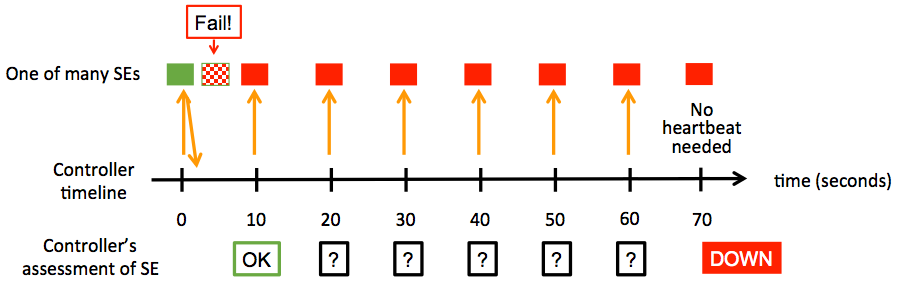 Fail!
One of many SEs
No
heartbeat
needed
Controller
timeline
time (seconds)
0 10 20 30 40 50 60 70
Controller's
assessment of SE
OK ? ? ? ? ? DOWN